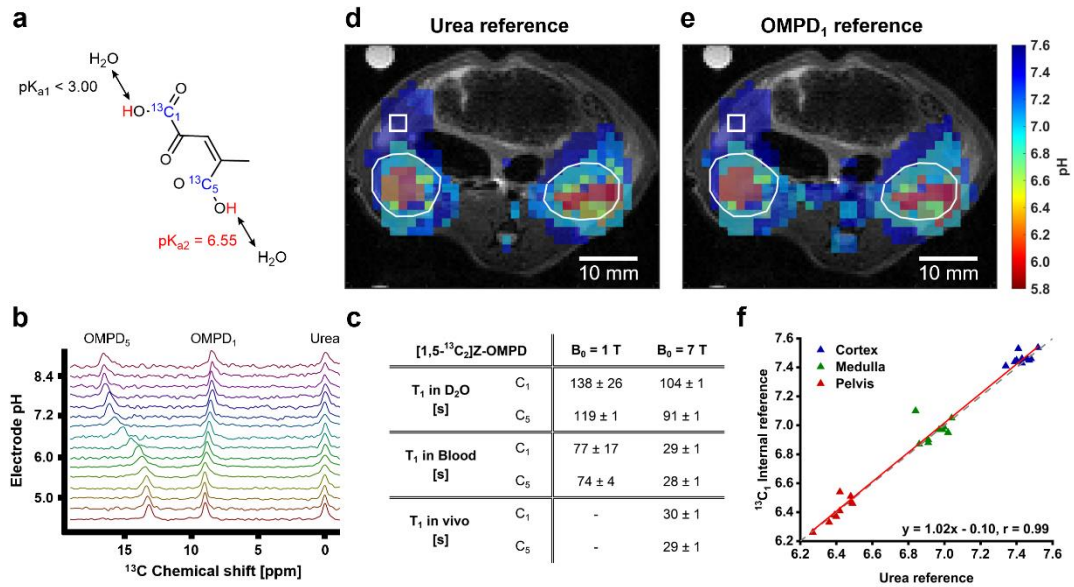 a
H₂O
pKa1 < 3.00
HO ¹³C₁ O
O
O ¹³C₅
OH
pKa2 = 6.55
H₂O
d
Urea reference
10 mm
e
OMPD₁ reference
10 mm
7.6
7.4
7.2
7.0
6.8
6.6
6.4
6.2
6.0
5.8
pH
b
OMPD₅ OMPD₁ Urea
Electrode pH
8.4
7.2
6.0
5.0
15 10 5 0
¹³C Chemical shift [ppm]
c
[1,5-¹³C₂]Z-OMPD B₀ = 1 T B₀ = 7 T
T₁ in D₂O [s]
C₁ 138 ± 26 104 ± 1
C₅ 119 ± 1 91 ± 1
T₁ in Blood [s]
C₁ 77 ± 17 29 ± 1
C₅ 74 ± 4 28 ± 1
T₁ in vivo [s]
C₁ - 30 ± 1
C₅ - 29 ± 1
f
¹³C₁ Internal reference
7.6
7.4
7.2
7.0
6.8
6.6
6.4
6.2
Cortex
Medulla
Pelvis
y = 1.02x - 0.10, r = 0.99
6.2 6.4 6.6 6.8 7.0 7.2 7.4 7.6
Urea reference